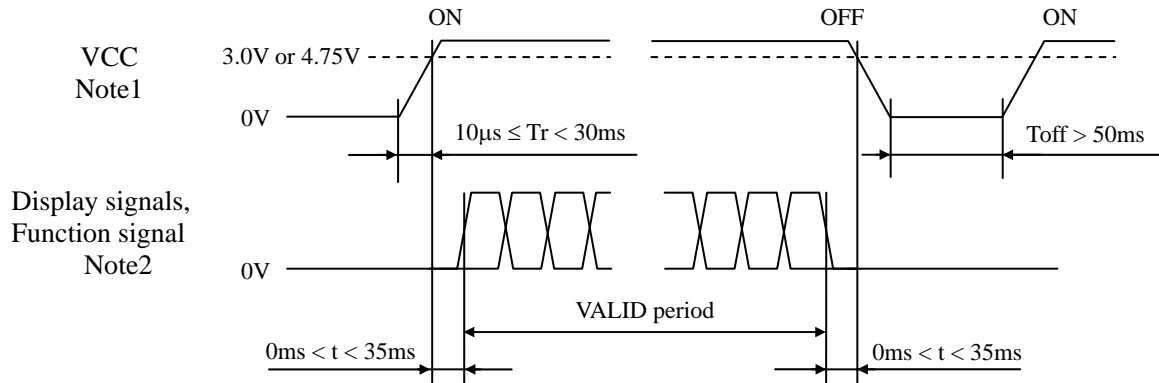 ON
OFF
ON
VCC
Note1
3.0V or 4.75V
0V
10μs ≤ Tr < 30ms
Toff > 50ms
Display signals,
Function signal
Note2
0V
VALID period
0ms < t < 35ms
0ms < t < 35ms